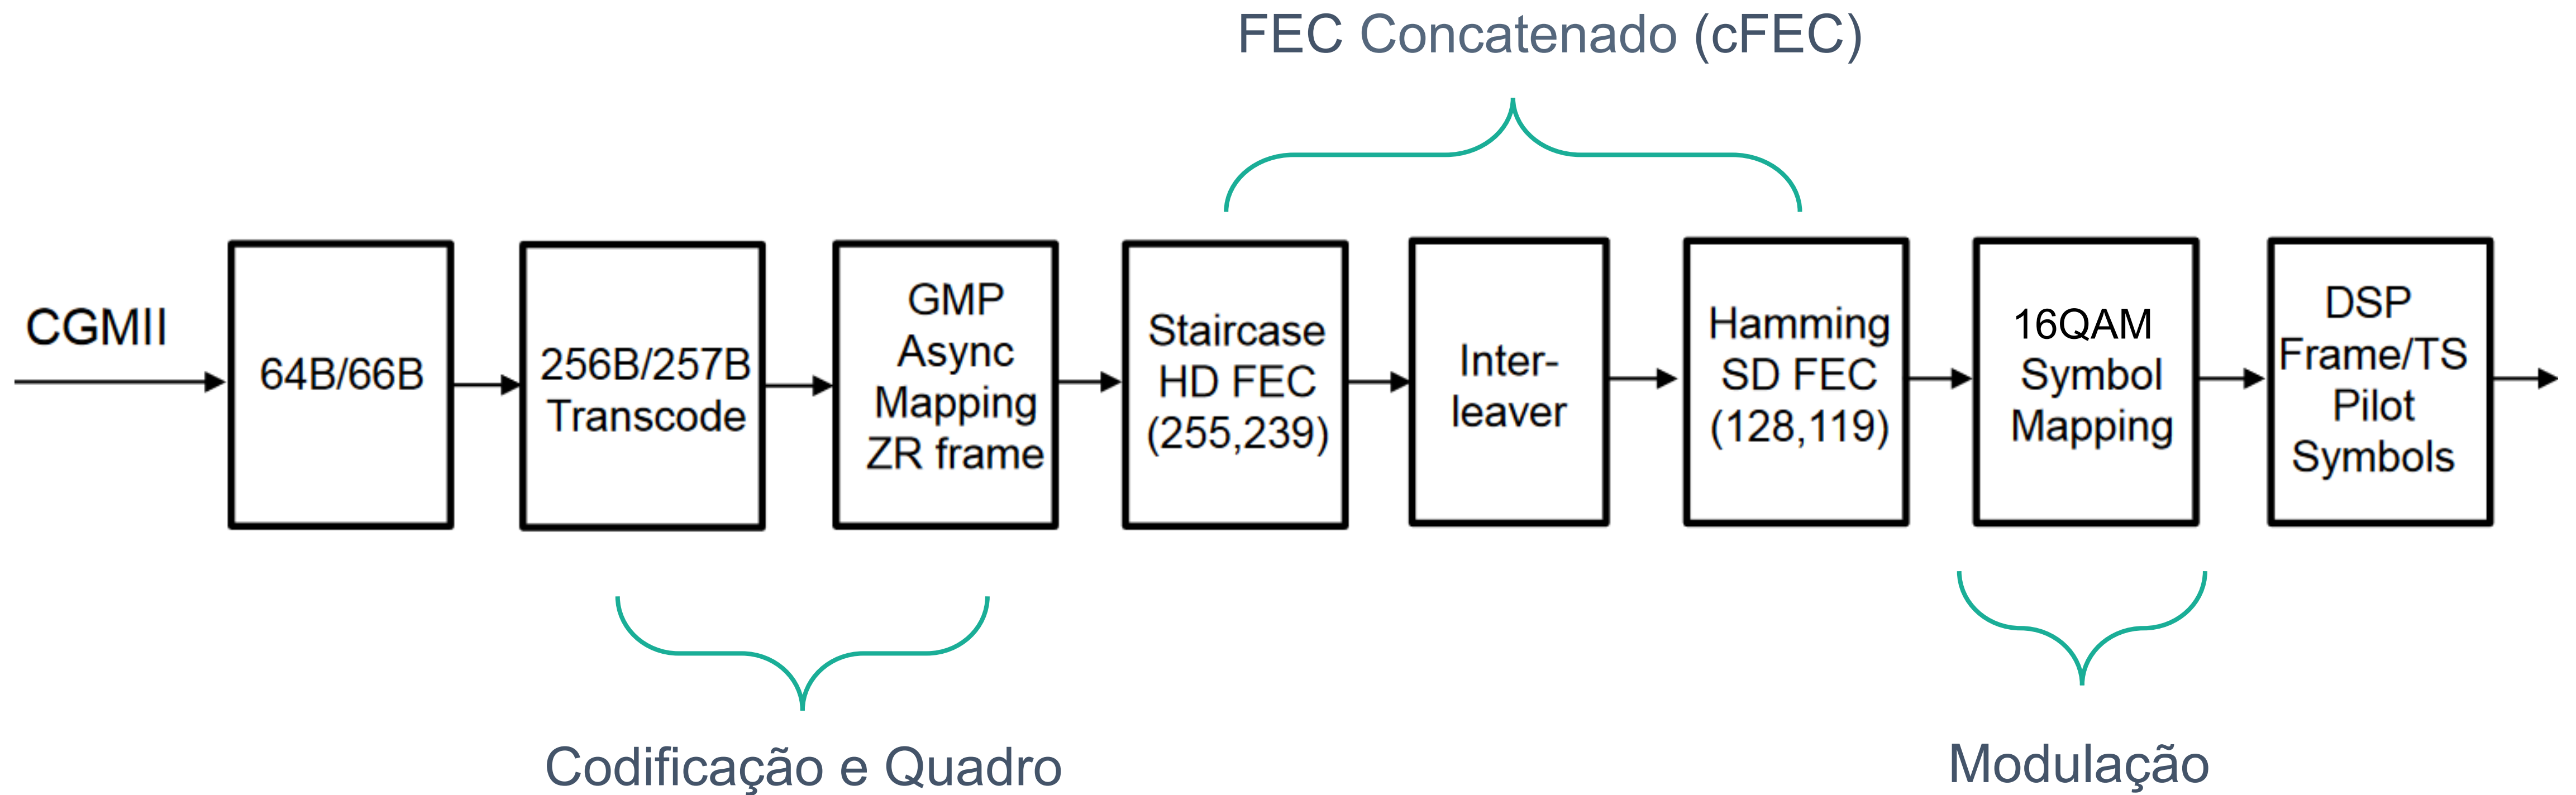 FEC Concatenado (cFEC)
CGMII
64B/66B
256B/257B
Transcode
GMP
Async
Mapping
ZR frame
Staircase
HD FEC
(255,239)
Inter-
leaver
Hamming
SD FEC
(128,119)
16QAM
Symbol
Mapping
DSP
Frame/TS
Pilot
Symbols
Codificação e Quadro
Modulação